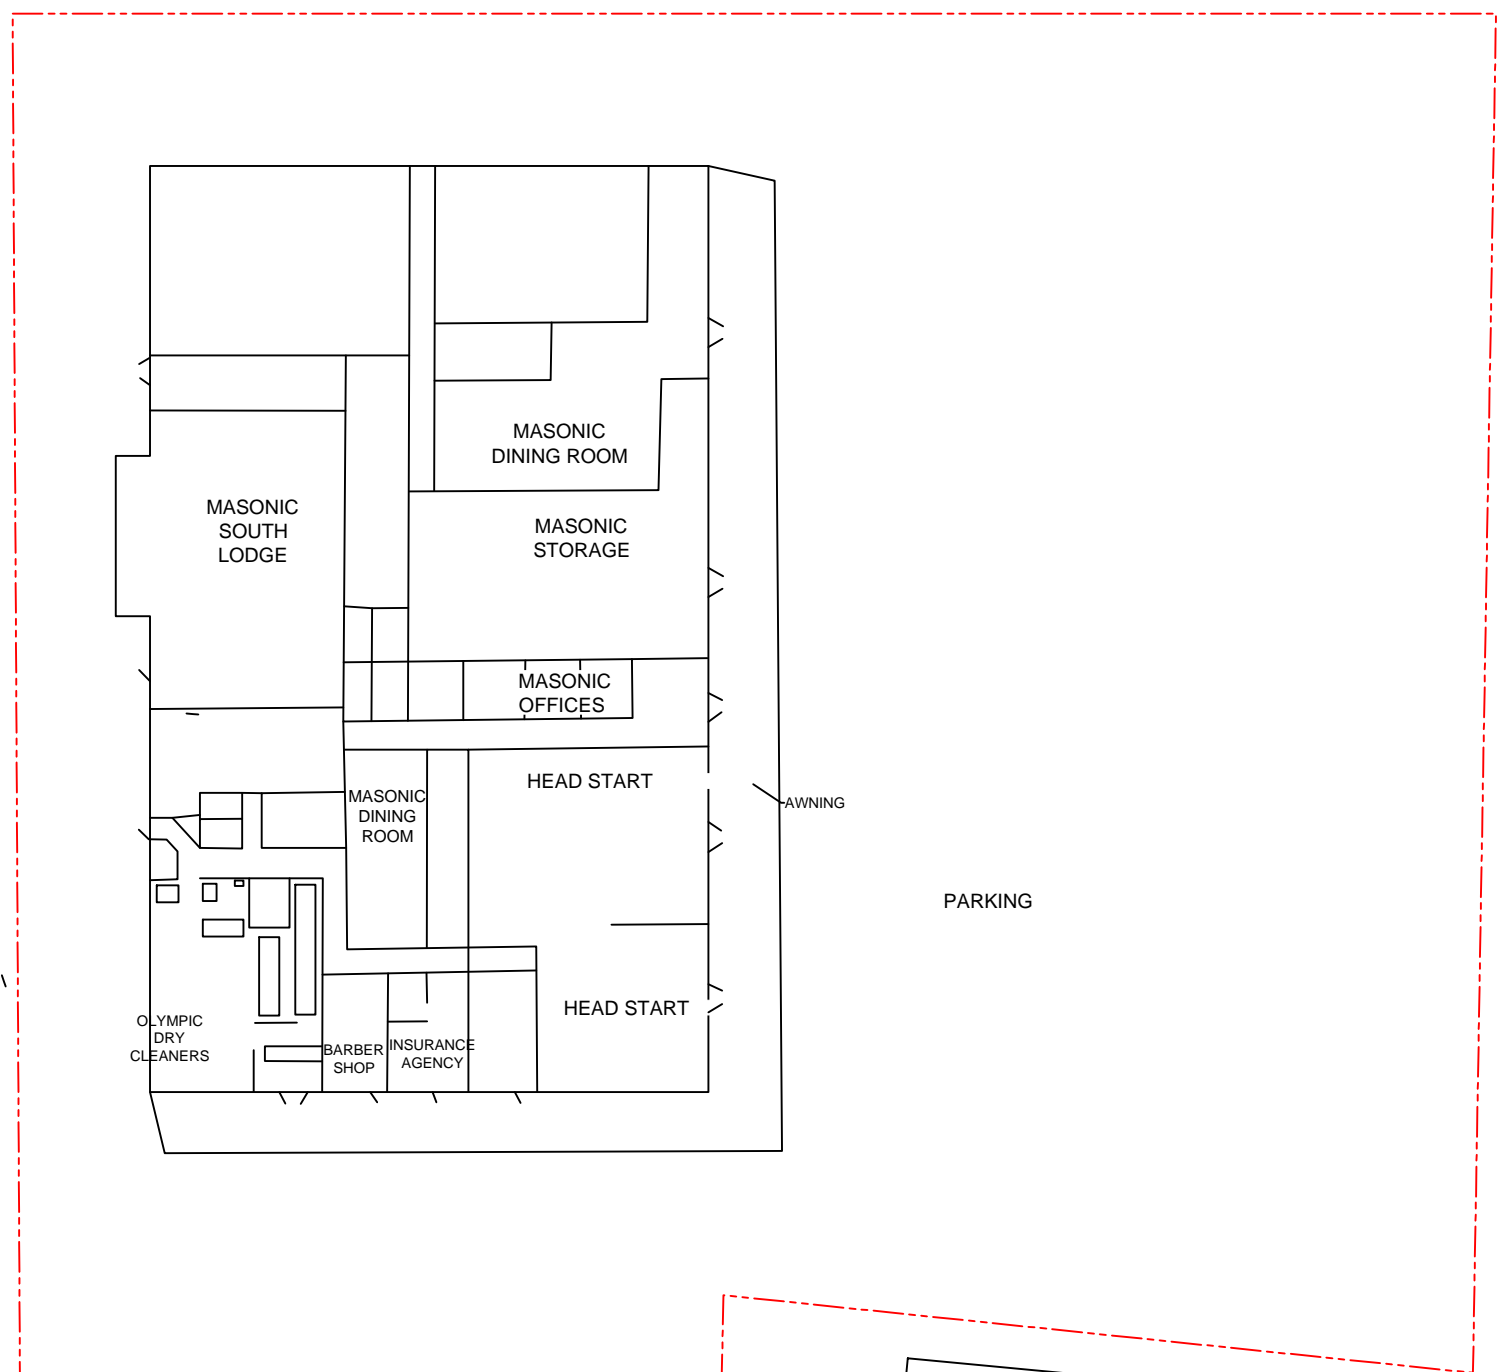 MASONIC
DINING ROOM
MASONIC
SOUTH
LODGE
MASONIC
STORAGE
MASONIC
OFFICES
HEAD START
MASONIC
DINING
ROOM
AWNING
PARKING
HEAD START
OLYMPIC
DRY
CLEANERS
BARBER
SHOP
INSURANCE
AGENCY